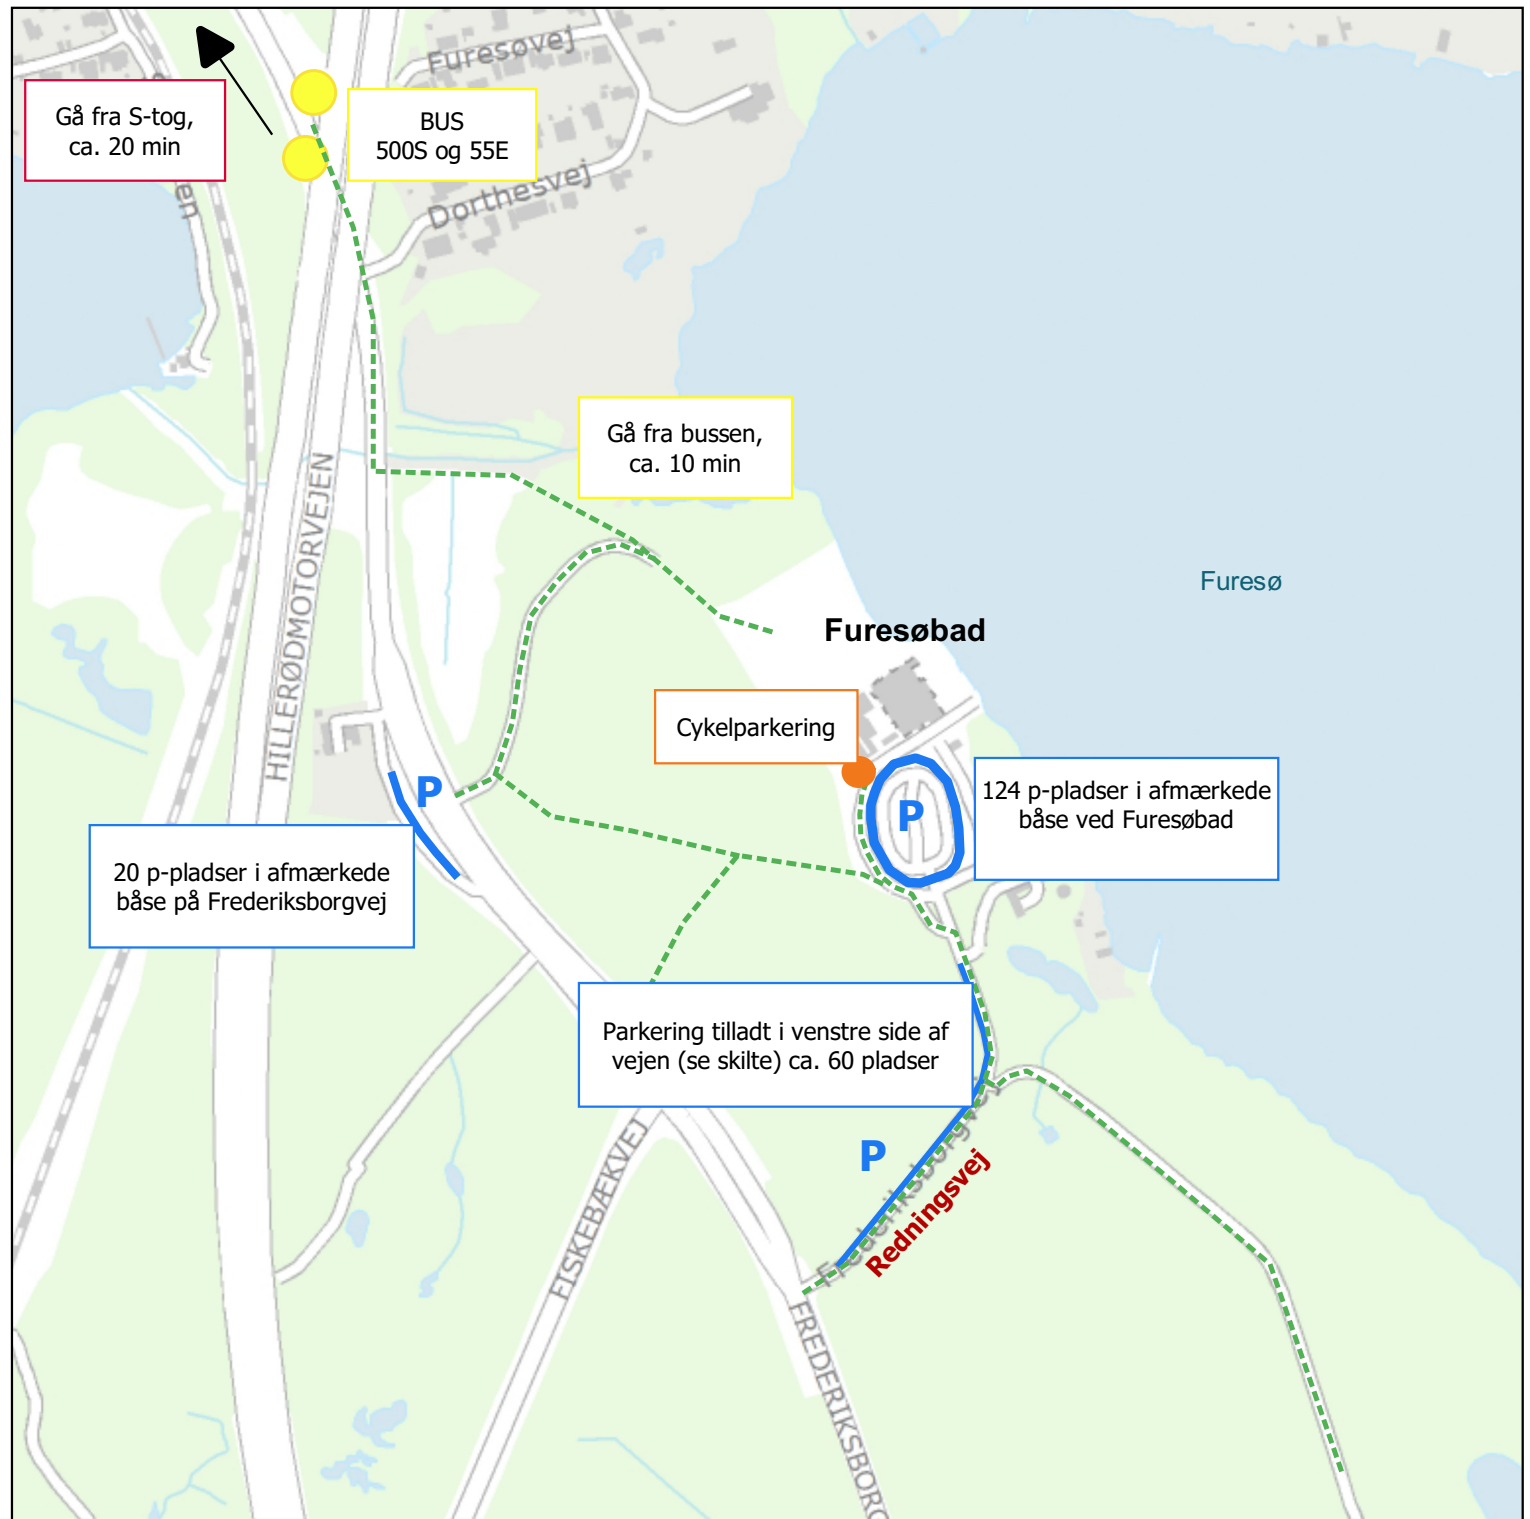 Furesøvej
Gå fra S-tog,
ca. 20 min
BUS
500S og 55E
en
Dorthesvej
Gå fra bussen,
ca. 10 min
HILLERØDMOTORVEJEN
Furesø
Furesøbad
Cykelparkering
P
P
124 p-pladser i afmærkede
båse ved Furesøbad
20 p-pladser i afmærkede
båse på Frederiksborgvej
Parkering tilladt i venstre side af
vejen (se skilte) ca. 60 pladser
P
Frederiksborgvej
Redningsvej
FISKEBÆKVEJ
FREDERIKSBORG